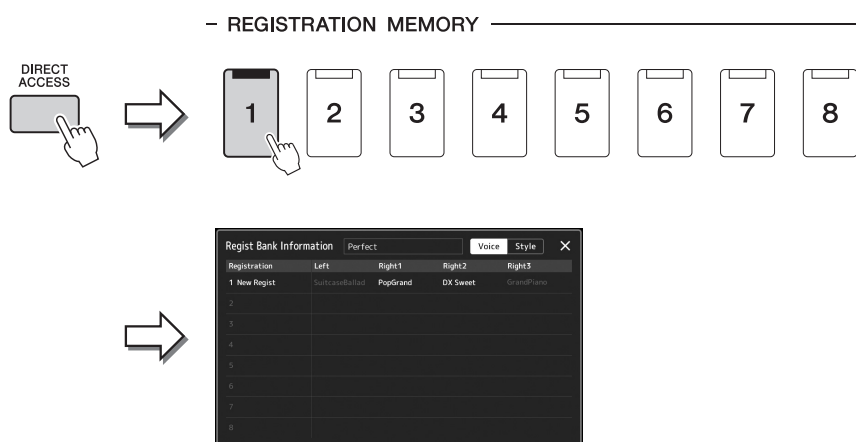 REGISTRATION MEMORY
DIRECT
ACCESS
1 2 3 4 5 6 7 8
Regist Bank Information Perfect Voice Style X
Registration Left Right1 Right2 Right3
1 New Regist SuitcaseBallad PopGrand DX Sweet GrandPiano
2
3
4
5
6
7
8